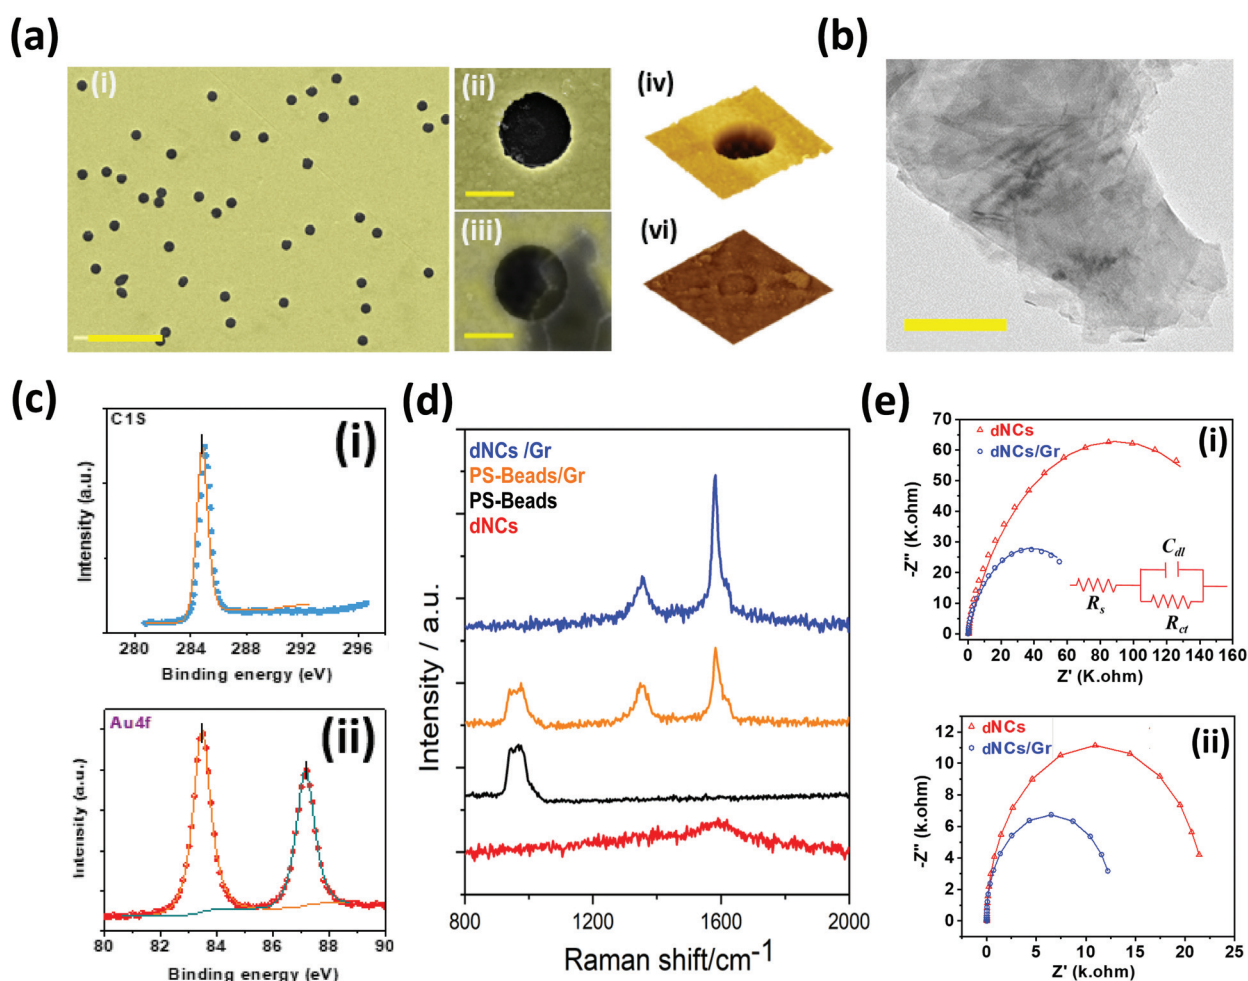 (a)
(i)
(ii)
(iii)
(iv)
(vi)
(b)
(c)
C1S
(i)
Intensity (a.u.)
280 284 288 292 296
Binding energy (eV)
Au4f
(ii)
Intensity (a.u.)
80 82 84 86 88 90
Binding energy (eV)
(d)
dNCs /Gr
PS-Beads/Gr
PS-Beads
dNCs
Intensity / a.u.
800 1200 1600 2000
Raman shift/cm-1
(e)
(i)
dNCs
dNCs/Gr
70
60
50
40
30
20
10
0
-Z'' (K.ohm)
Cdl
Rs
Rct
0 20 40 60 80 100 120 140 160
Z' (K.ohm)
(ii)
dNCs
dNCs/Gr
12
10
8
6
4
2
0
-Z'' (k.ohm)
0 5 10 15 20 25
Z' (k.ohm)